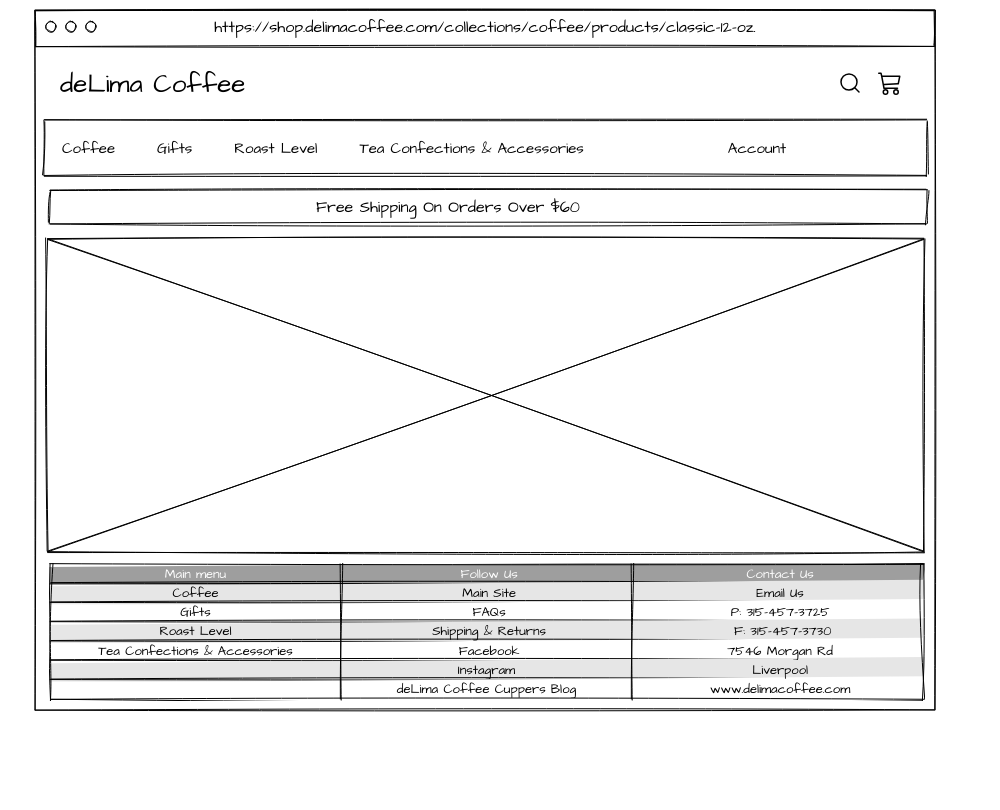 https://shop.delimacoffee.com/collections/coffee/products/classic-12-oz
deLima Coffee
Coffee Gifts Roast Level Tea Confections & Accessories Account
Free Shipping On Orders Over $60
Main menu Follow Us Contact Us
Coffee Main Site Email Us
Gifts FAQs P: 315-457-3725
Roast Level Shipping & Returns F: 315-457-3730
Tea Confections & Accessories Facebook 7546 Morgan Rd
Instagram Liverpool
deLima Coffee Cuppers Blog www.delimacoffee.com